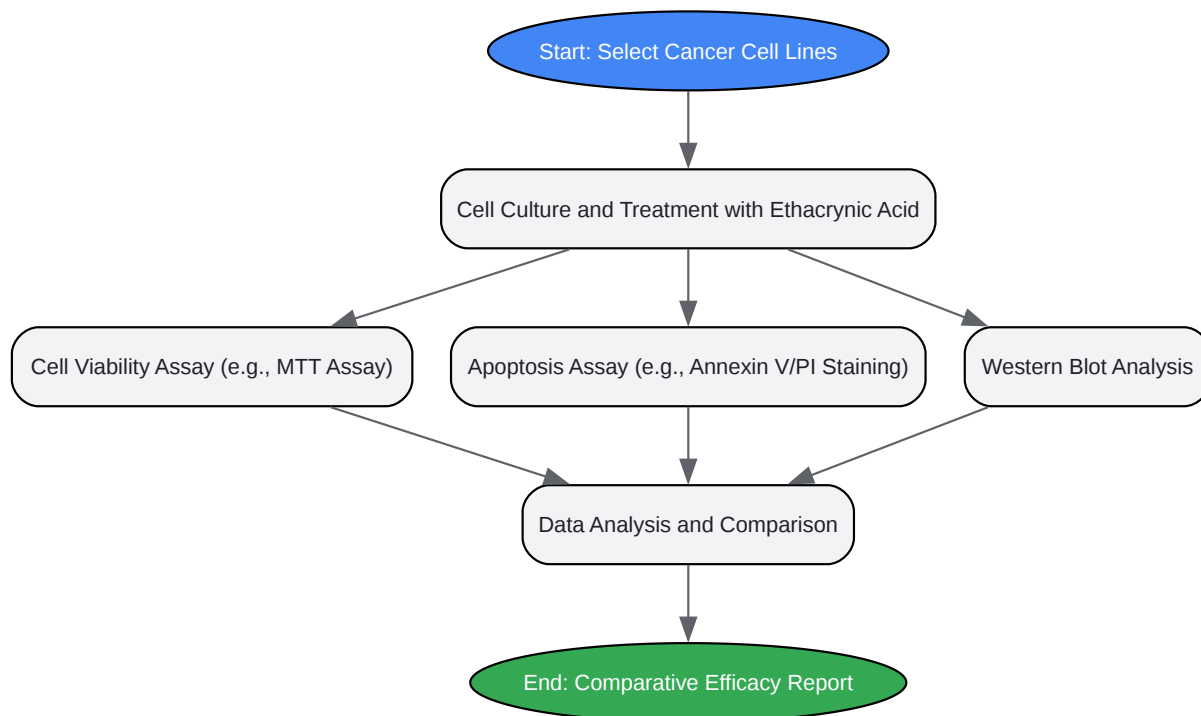 Start: Select Cancer Cell Lines
Cell Culture and Treatment with Ethacrynic Acid
Cell Viability Assay (e.g., MTT Assay)
Apoptosis Assay (e.g., Annexin V/PI Staining)
Western Blot Analysis
Data Analysis and Comparison
End: Comparative Efficacy Report